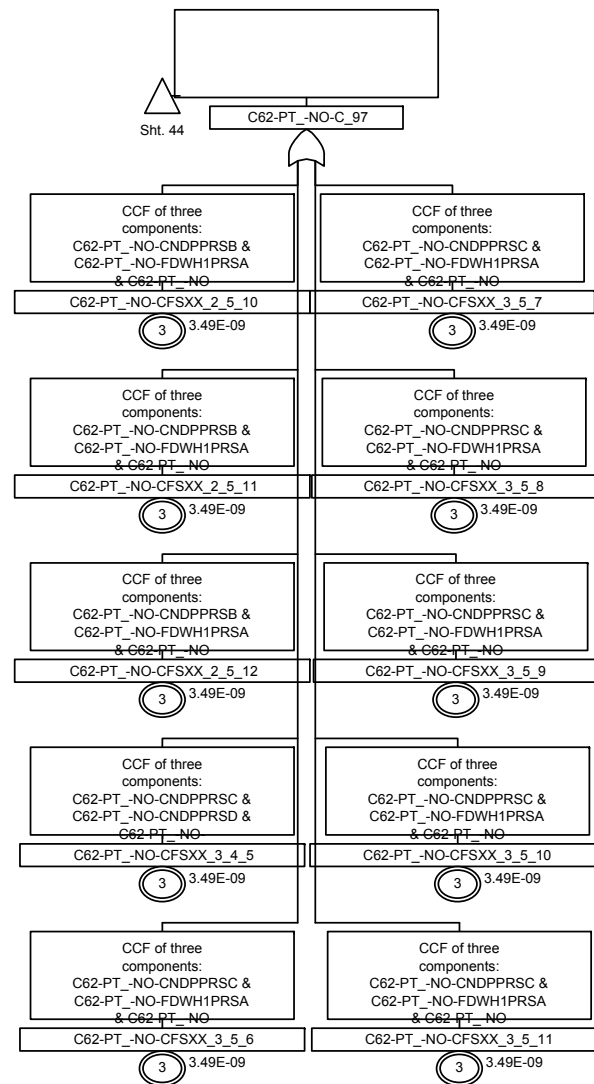 C62-PT_-NO-C_97
Sht. 44
CCF of three
components:
C62-PT_-NO-CNDPPRSB &
C62-PT_-NO-FDWH1PRSA
& C62-PT_-NO
C62-PT_-NO-CFSXX_2_5_10
3
3.49E-09
CCF of three
components:
C62-PT_-NO-CNDPPRSC &
C62-PT_-NO-FDWH1PRSA
& C62-PT_-NO
C62-PT_-NO-CFSXX_3_5_7
3
3.49E-09
CCF of three
components:
C62-PT_-NO-CNDPPRSB &
C62-PT_-NO-FDWH1PRSA
& C62-PT_-NO
C62-PT_-NO-CFSXX_2_5_11
3
3.49E-09
CCF of three
components:
C62-PT_-NO-CNDPPRSC &
C62-PT_-NO-FDWH1PRSA
& C62-PT_-NO
C62-PT_-NO-CFSXX_3_5_8
3
3.49E-09
CCF of three
components:
C62-PT_-NO-CNDPPRSB &
C62-PT_-NO-FDWH1PRSA
& C62-PT_-NO
C62-PT_-NO-CFSXX_2_5_12
3
3.49E-09
CCF of three
components:
C62-PT_-NO-CNDPPRSC &
C62-PT_-NO-FDWH1PRSA
& C62-PT_-NO
C62-PT_-NO-CFSXX_3_5_9
3
3.49E-09
CCF of three
components:
C62-PT_-NO-CNDPPRSC &
C62-PT_-NO-CNDPPRSD &
C62-PT_-NO
C62-PT_-NO-CFSXX_3_4_5
3
3.49E-09
CCF of three
components:
C62-PT_-NO-CNDPPRSC &
C62-PT_-NO-FDWH1PRSA
& C62-PT_-NO
C62-PT_-NO-CFSXX_3_5_10
3
3.49E-09
CCF of three
components:
C62-PT_-NO-CNDPPRSC &
C62-PT_-NO-FDWH1PRSA
& C62-PT_-NO
C62-PT_-NO-CFSXX_3_5_6
3
3.49E-09
CCF of three
components:
C62-PT_-NO-CNDPPRSC &
C62-PT_-NO-FDWH1PRSA
& C62-PT_-NO
C62-PT_-NO-CFSXX_3_5_11
3
3.49E-09